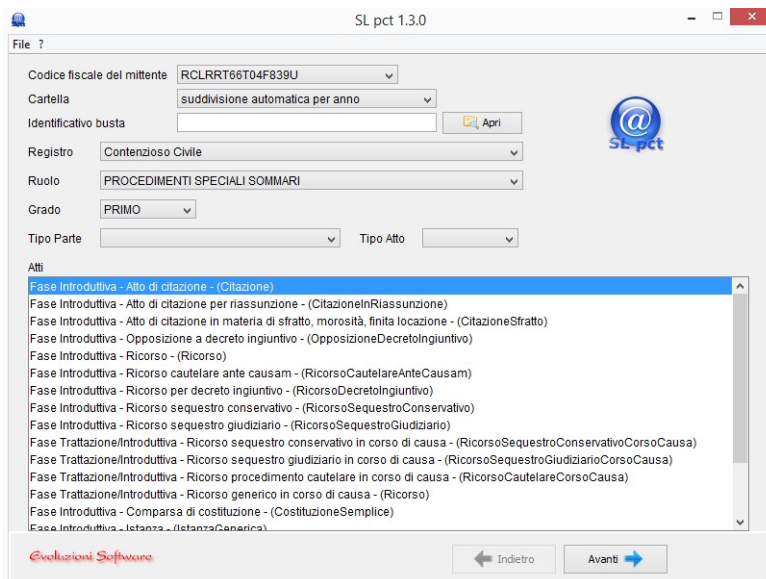 SL pct 1.3.0
File ?
Codice fiscale del mittente RCLRRT66T04F839U
Cartella suddivisione automatica per anno
Identificativo busta Apri
SL pct
Registro Contenzioso Civile
Ruolo PROCEDIMENTI SPECIALI SOMMARI
Grado PRIMO
Tipo Parte Tipo Atto
Atti
Fase Introduttiva - Atto di citazione - (Citazione)
Fase Introduttiva - Atto di citazione per riassunzione - (CitazioneInRiassunzione)
Fase Introduttiva - Atto di citazione in materia di sfratto, morosità, finita locazione - (CitazioneSfratto)
Fase Introduttiva - Opposizione a decreto ingiuntivo - (OpposizioneDecretoIngiuntivo)
Fase Introduttiva - Ricorso - (Ricorso)
Fase Introduttiva - Ricorso cautelare ante causam - (RicorsoCautelareAnteCausam)
Fase Introduttiva - Ricorso per decreto ingiuntivo - (RicorsoDecretoIngiuntivo)
Fase Introduttiva - Ricorso sequestro conservativo - (RicorsoSequestroConservativo)
Fase Introduttiva - Ricorso sequestro giudiziario - (RicorsoSequestroGiudiziario)
Fase Trattazione/Introduttiva - Ricorso sequestro conservativo in corso di causa - (RicorsoSequestroConservativoCorsoCausa)
Fase Trattazione/Introduttiva - Ricorso sequestro giudiziario in corso di causa - (RicorsoSequestroGiudiziarioCorsoCausa)
Fase Trattazione/Introduttiva - Ricorso procedimento cautelare in corso di causa - (RicorsoCautelareCorsoCausa)
Fase Trattazione/Introduttiva - Ricorso generico in corso di causa - (Ricorso)
Fase Introduttiva - Comparsa di costituzione - (CostituzioneSemplice)
Fase Introduttiva - Istanza - (IstanzaGenerica)
Evoluzioni Software Indietro Avanti